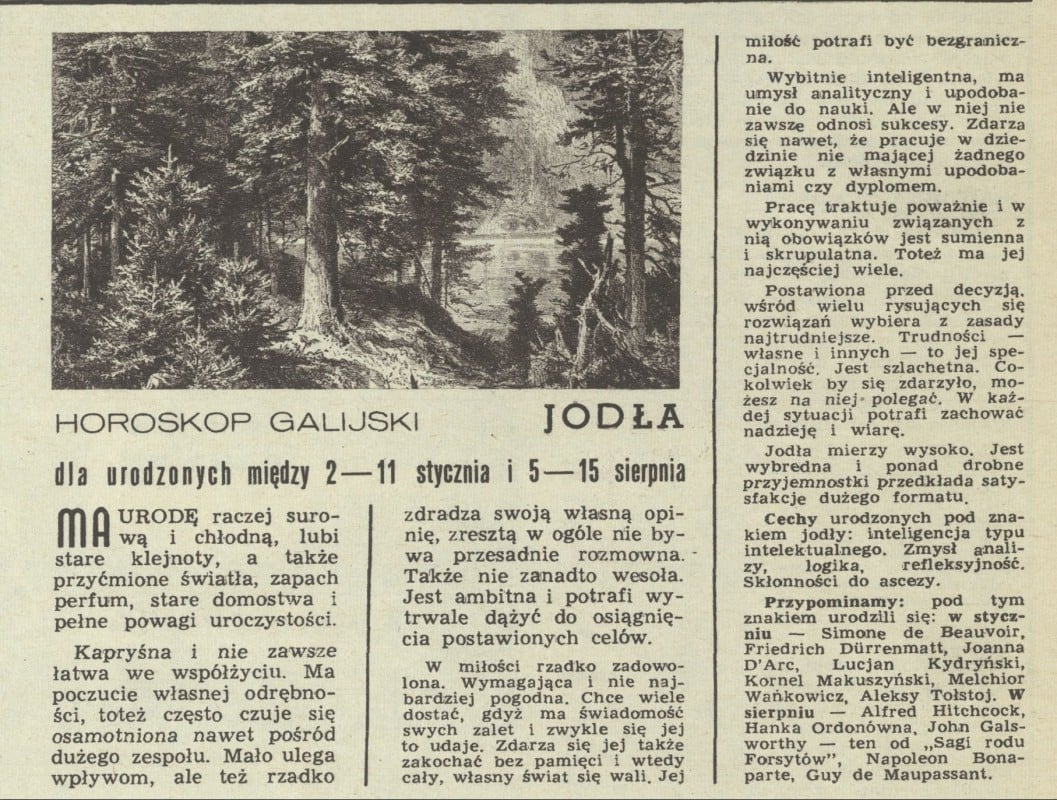 HOROSKOP GALIJSKI JODŁA
dla urodzonych między 2—11 stycznia i 5—15 sierpnia
MA URODĘ raczej suro-
wą i chłodną, lubi
stare klejnoty, a także
przyćmione światła, zapach
perfum, stare domostwa i
pełne powagi uroczystości.
Kapryśna i nie zawsze
łatwa we współżyciu. Ma
poczucie własnej odrębno-
ści, toteż często czuje się
osamotniona nawet pośród
dużego zespołu. Mało ulega
wpływom, ale też rzadko
zdradza swoją własną opi-
nię, zresztą w ogóle nie by-
wa przesadnie rozmowna.
Także nie zanadto wesoła.
Jest ambitna i potrafi wy-
trwale dążyć do osiągnię-
cia postawionych celów.
W miłości rzadko zadowo-
lona. Wymagająca i nie naj-
bardziej pogodna. Chce wiele
dostać, gdyż ma świadomość
swych zalet i zwykle się jej
to udaje. Zdarza się jej także
zakochać bez pamięci i wtedy
cały, własny świat się wali. Jej
miłość potrafi być bezgranicz-
na.
Wybitnie inteligentna, ma
umysł analityczny i upodoba-
nie do nauki. Ale w niej nie
zawsze odnosi sukcesy. Zdarza
się nawet, że pracuje w dzie-
dzinie nie mającej żadnego
związku z własnymi upodoba-
niami czy dyplomem.
Pracę traktuje poważnie i w
wykonywaniu związanych z
nią obowiązków jest sumienna
i skrupulatna. Toteż ma jej
najczęściej wiele.
Postawiona przed decyzją,
wśród wielu rysujących się
rozwiązań wybiera z zasady
najtrudniejsze. Trudności —
własne i innych — to jej spe-
cjalność. Jest szlachetna. Co-
kolwiek by się zdarzyło, mo-
żesz na niej polegać. W każ-
dej sytuacji potrafi zachować
nadzieję i wiarę.
Jodła mierzy wysoko. Jest
wybredna i ponad drobne
przyjemnostki przedkłada saty-
sfakcję dużego formatu.
Cechy urodzonych pod zna-
kiem jodły: inteligencja typu
intelektualnego. Zmysł anali-
zy, logika, refleksyjność.
Skłonności do ascezy.
Przypominamy: pod tym
znakiem urodzili się: w stycz-
niu — Simone de Beauvoir,
Friedrich Dürrenmatt, Joanna
D'Arc, Lucjan Kydryński,
Kornel Makuszyński, Melchior
Wańkowicz, Aleksy Tołstoj. W
sierpniu — Alfred Hitchcock,
Hanka Ordonówna, John Gals-
worthy — ten od „Sagi rodu
Forsytów”, Napoleon Bona-
parte, Guy de Maupassant.